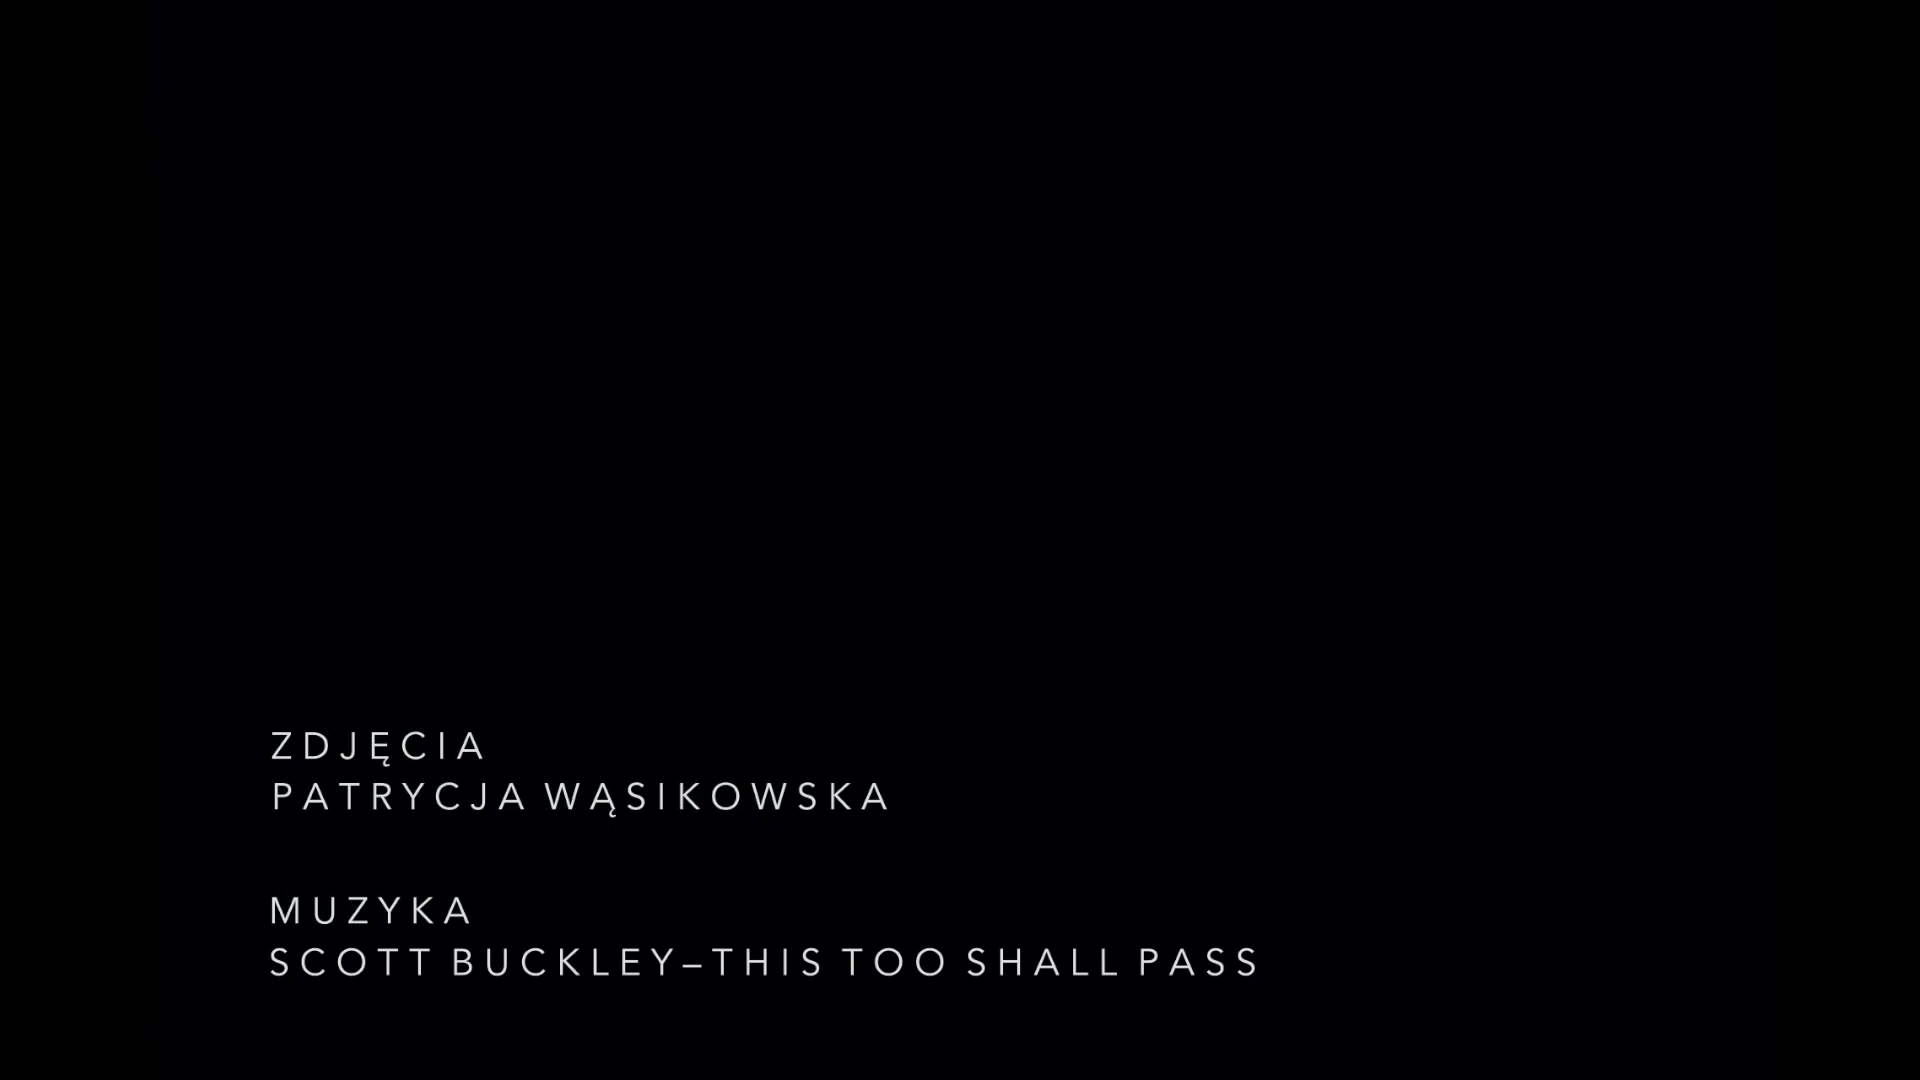 ZDJĘCIA
PATRYCJA WĄSIKOWSKA
MUZYKA
SCOTT BUCKLEY–THIS TOO SHALL PASS